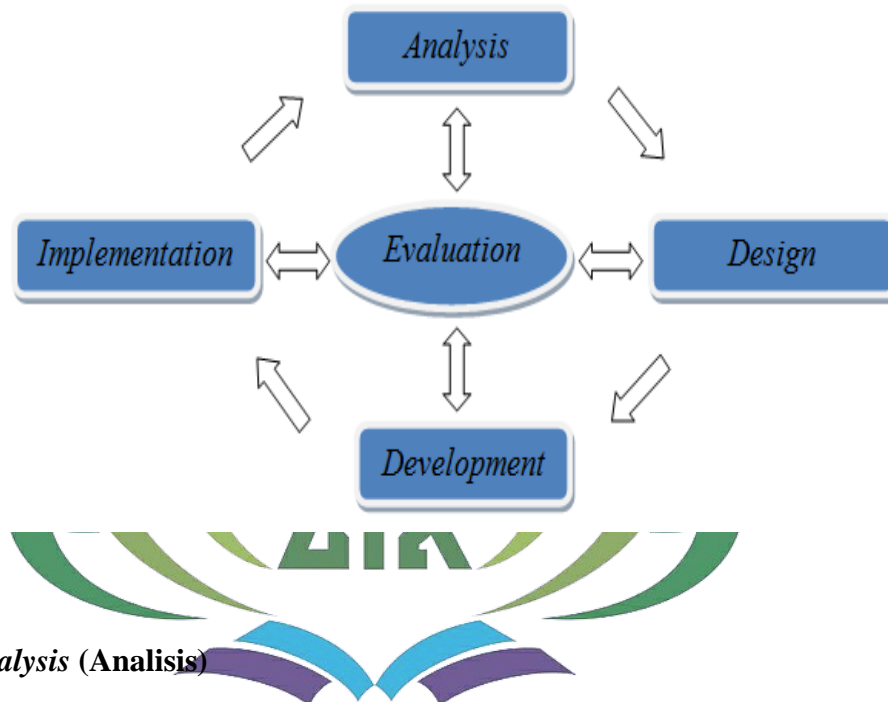 Analysis
Implementation
Evaluation
Design
Development
alysis (Analisis)